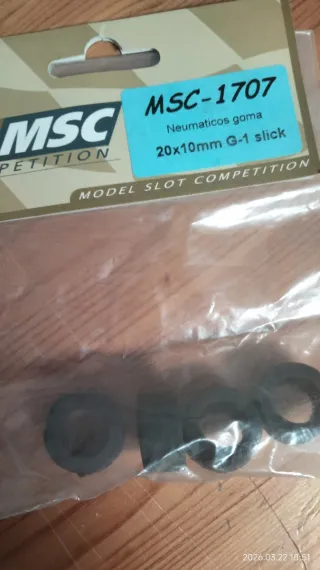 MSC-1707
Neumaticos goma
20x10mm G-1 slick
MSC
PETITION
MODEL SLOT COMPETITION
2026.03.22 18:51